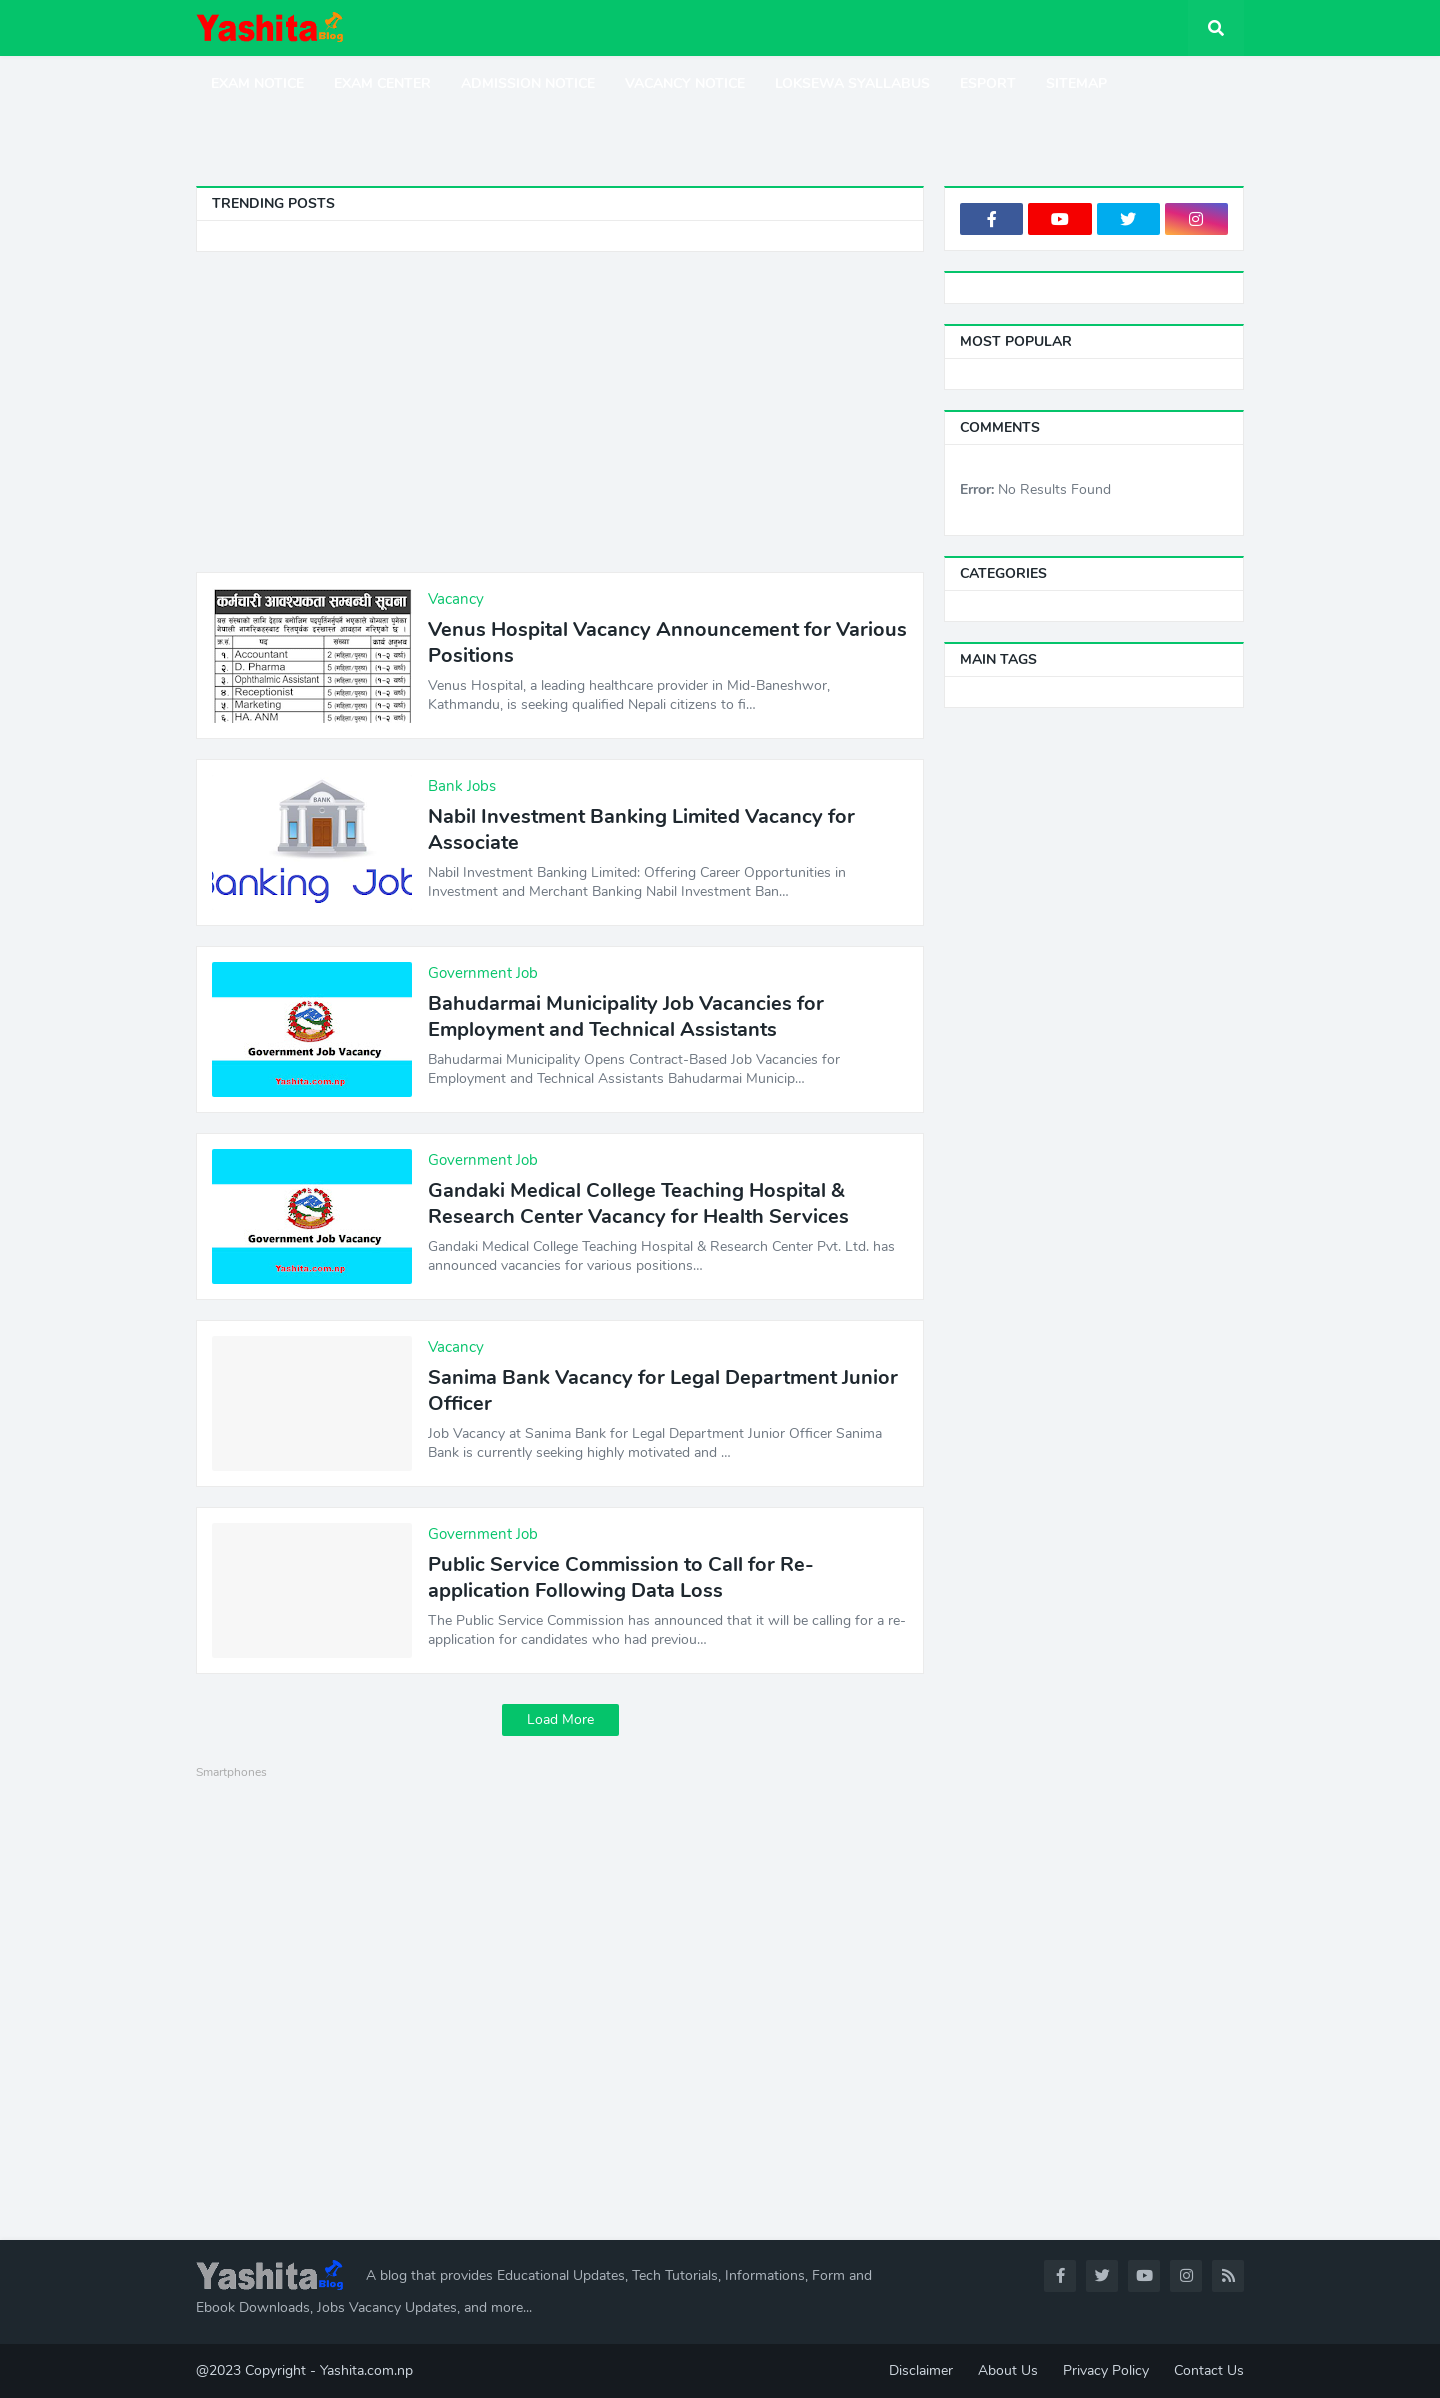 Yashita Blog
EXAM NOTICE EXAM CENTER ADMISSION NOTICE VACANCY NOTICE LOKSEWA SYALLABUS ESPORT SITEMAP
TRENDING POSTS
कर्मचारी आवश्यकता सम्बन्धी सूचना
क्र.सं. पद संख्या कार्य अनुभव
१. Accountant 2 (महिला/पुरुष) (१-२ वर्ष)
२. D. Pharma 5 (महिला/पुरुष) (१-२ वर्ष)
३. Ophthalmic Assistant 3 (महिला/पुरुष) (१-२ वर्ष)
४. Receptionist 5 (महिला/पुरुष) (१-२ वर्ष)
५. Marketing 5 (महिला/पुरुष) (१-२ वर्ष)
६. HA. ANM 5 (महिला/पुरुष) (१-२ वर्ष)
Vacancy
Venus Hospital Vacancy Announcement for Various
Positions
Venus Hospital, a leading healthcare provider in Mid-Baneshwor,
Kathmandu, is seeking qualified Nepali citizens to fi...
BANK
Banking Job
Bank Jobs
Nabil Investment Banking Limited Vacancy for
Associate
Nabil Investment Banking Limited: Offering Career Opportunities in
Investment and Merchant Banking Nabil Investment Ban...
Government Job Vacancy
Yashita.com.np
Government Job
Bahudarmai Municipality Job Vacancies for
Employment and Technical Assistants
Bahudarmai Municipality Opens Contract-Based Job Vacancies for
Employment and Technical Assistants Bahudarmai Municip...
Government Job Vacancy
Yashita.com.np
Government Job
Gandaki Medical College Teaching Hospital &
Research Center Vacancy for Health Services
Gandaki Medical College Teaching Hospital & Research Center Pvt. Ltd. has
announced vacancies for various positions...
Vacancy
Sanima Bank Vacancy for Legal Department Junior
Officer
Job Vacancy at Sanima Bank for Legal Department Junior Officer Sanima
Bank is currently seeking highly motivated and ...
Government Job
Public Service Commission to Call for Re-
application Following Data Loss
The Public Service Commission has announced that it will be calling for a re-
application for candidates who had previou...
Load More
Smartphones
MOST POPULAR
COMMENTS
Error: No Results Found
CATEGORIES
MAIN TAGS
Yashita Blog
A blog that provides Educational Updates, Tech Tutorials, Informations, Form and
Ebook Downloads, Jobs Vacancy Updates, and more...
@2023 Copyright - Yashita.com.np
Disclaimer About Us Privacy Policy Contact Us